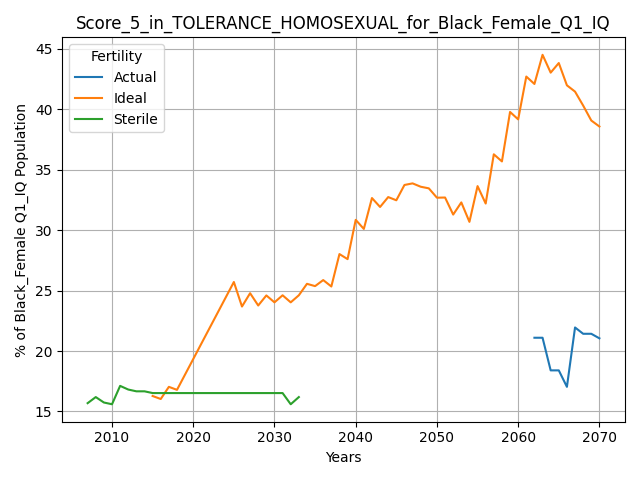 Score_5_in_TOLERANCE_HOMOSEXUAL_for_Black_Female_Q1_IQ
Fertility
Actual
Ideal
Sterile
% of Black_Female Q1_IQ Population
45
40
35
30
25
20
15
2010 2020 2030 2040 2050 2060 2070
Years